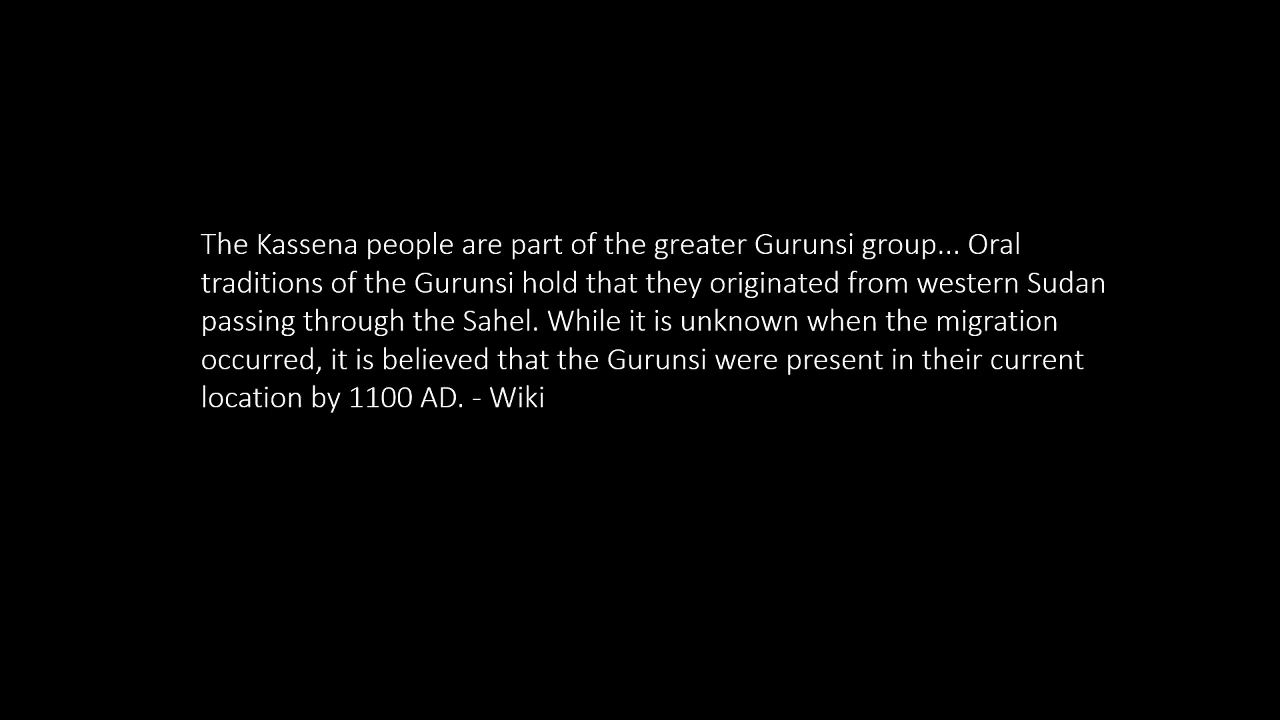 The Kassena people are part of the greater Gurunsi group... Oral
traditions of the Gurunsi hold that they originated from western Sudan
passing through the Sahel. While it is unknown when the migration
occurred, it is believed that the Gurunsi were present in their current
location by 1100 AD. - Wiki